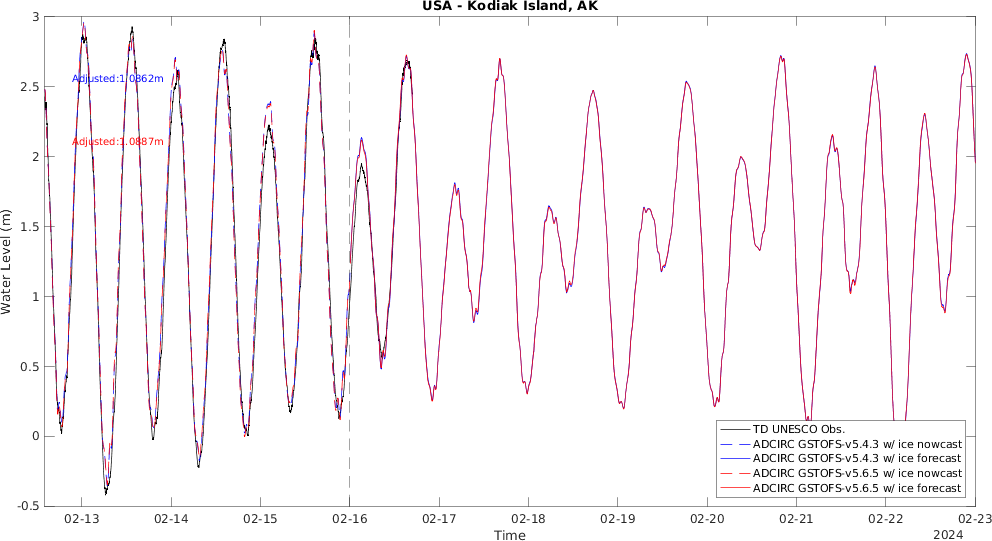 USA - Kodiak Island, AK
3
2.5
2
1.5
1
0.5
0
-0.5
Water Level (m)
Adjusted:1.0862m
Adjusted:1.0887m
TD UNESCO Obs.
ADCIRC GSTOFS-v5.4.3 w/ ice nowcast
ADCIRC GSTOFS-v5.4.3 w/ ice forecast
ADCIRC GSTOFS-v5.6.5 w/ ice nowcast
ADCIRC GSTOFS-v5.6.5 w/ ice forecast
02-13 02-14 02-15 02-16 02-17 02-18 02-19 02-20 02-21 02-22 02-23
Time
2024